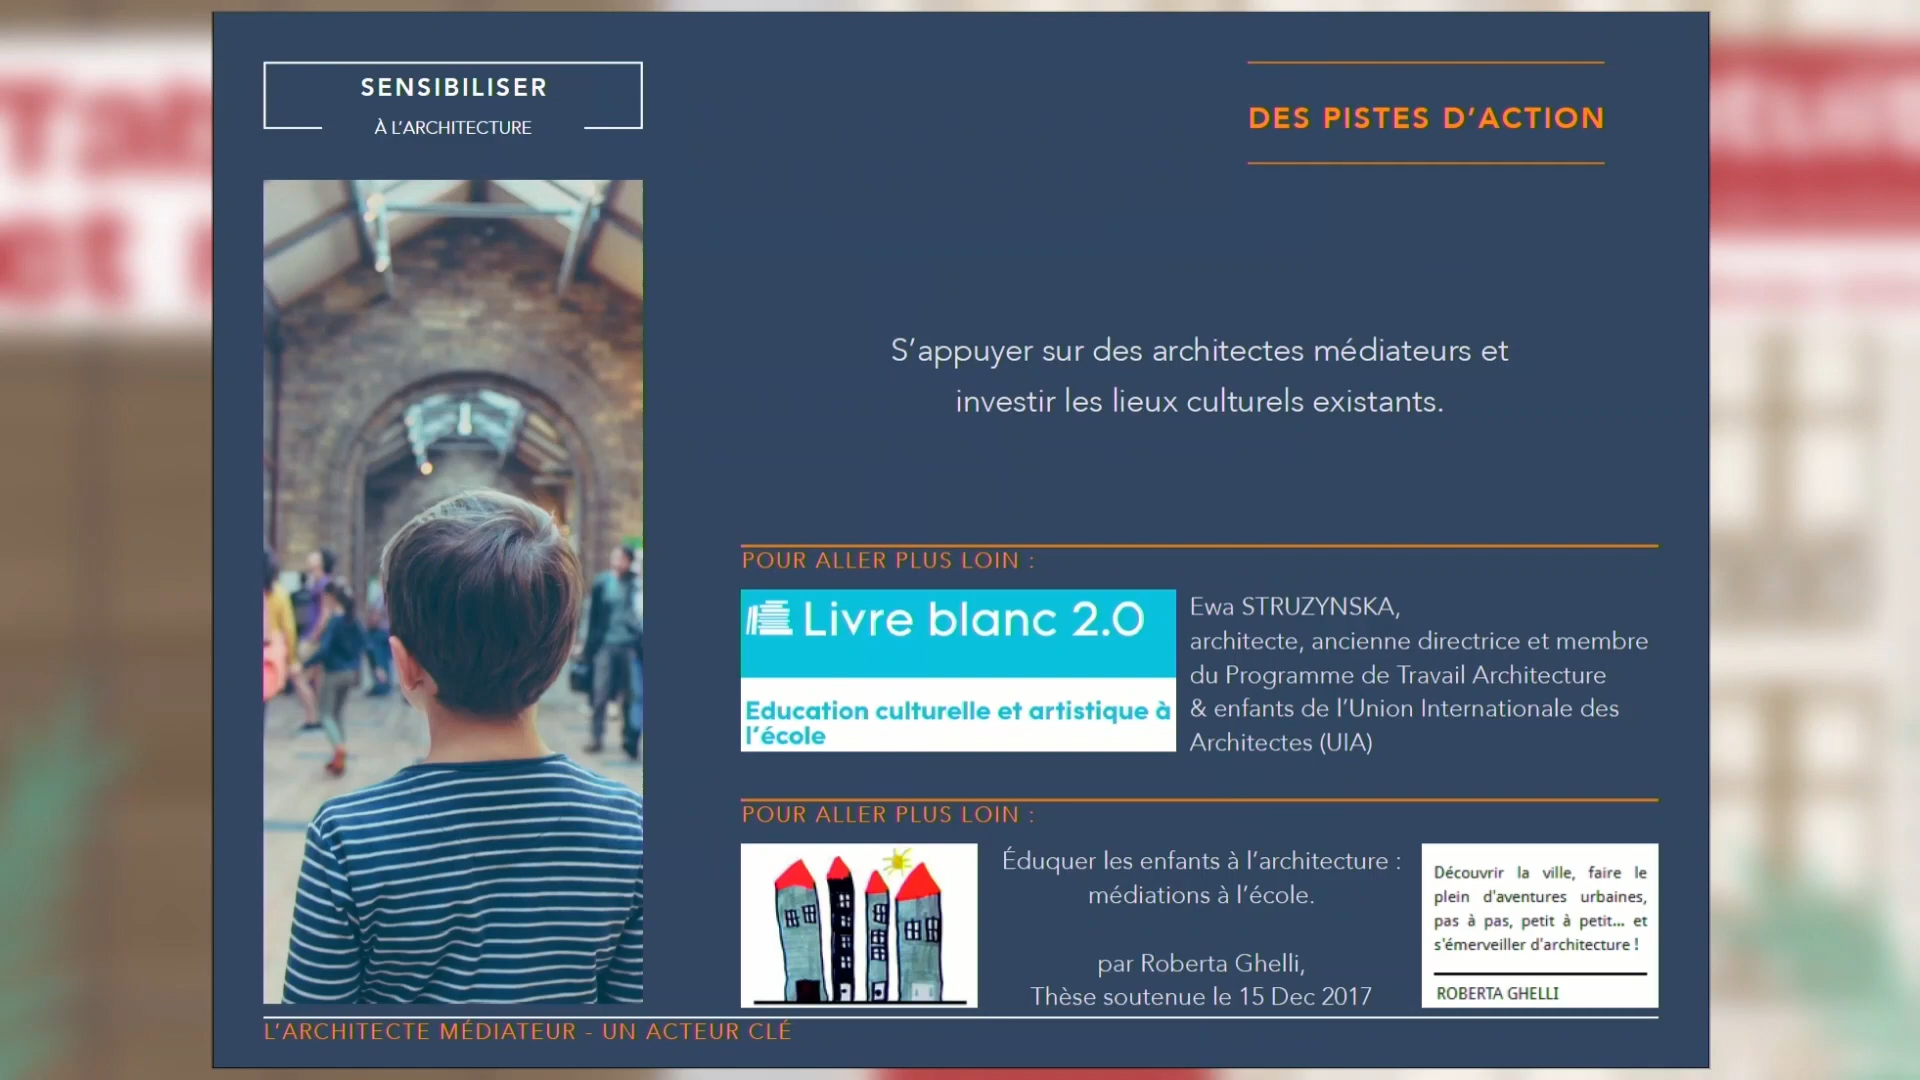 SENSIBILISER
À L'ARCHITECTURE
DES PISTES D'ACTION
S'appuyer sur des architectes médiateurs et
investir les lieux culturels existants.
POUR ALLER PLUS LOIN :
Livre blanc 2.0
Education culturelle et artistique à
l'école
Ewa STRUZYNSKA,
architecte, ancienne directrice et membre
du Programme de Travail Architecture
& enfants de l'Union Internationale des
Architectes (UIA)
POUR ALLER PLUS LOIN :
Éduquer les enfants à l'architecture :
médiations à l'école.
par Roberta Ghelli,
Thèse soutenue le 15 Dec 2017
Découvrir la ville, faire le
plein d'aventures urbaines,
pas à pas, petit à petit... et
s'émerveiller d'architecture !
ROBERTA GHELLI
L'ARCHITECTE MÉDIATEUR - UN ACTEUR CLÉ